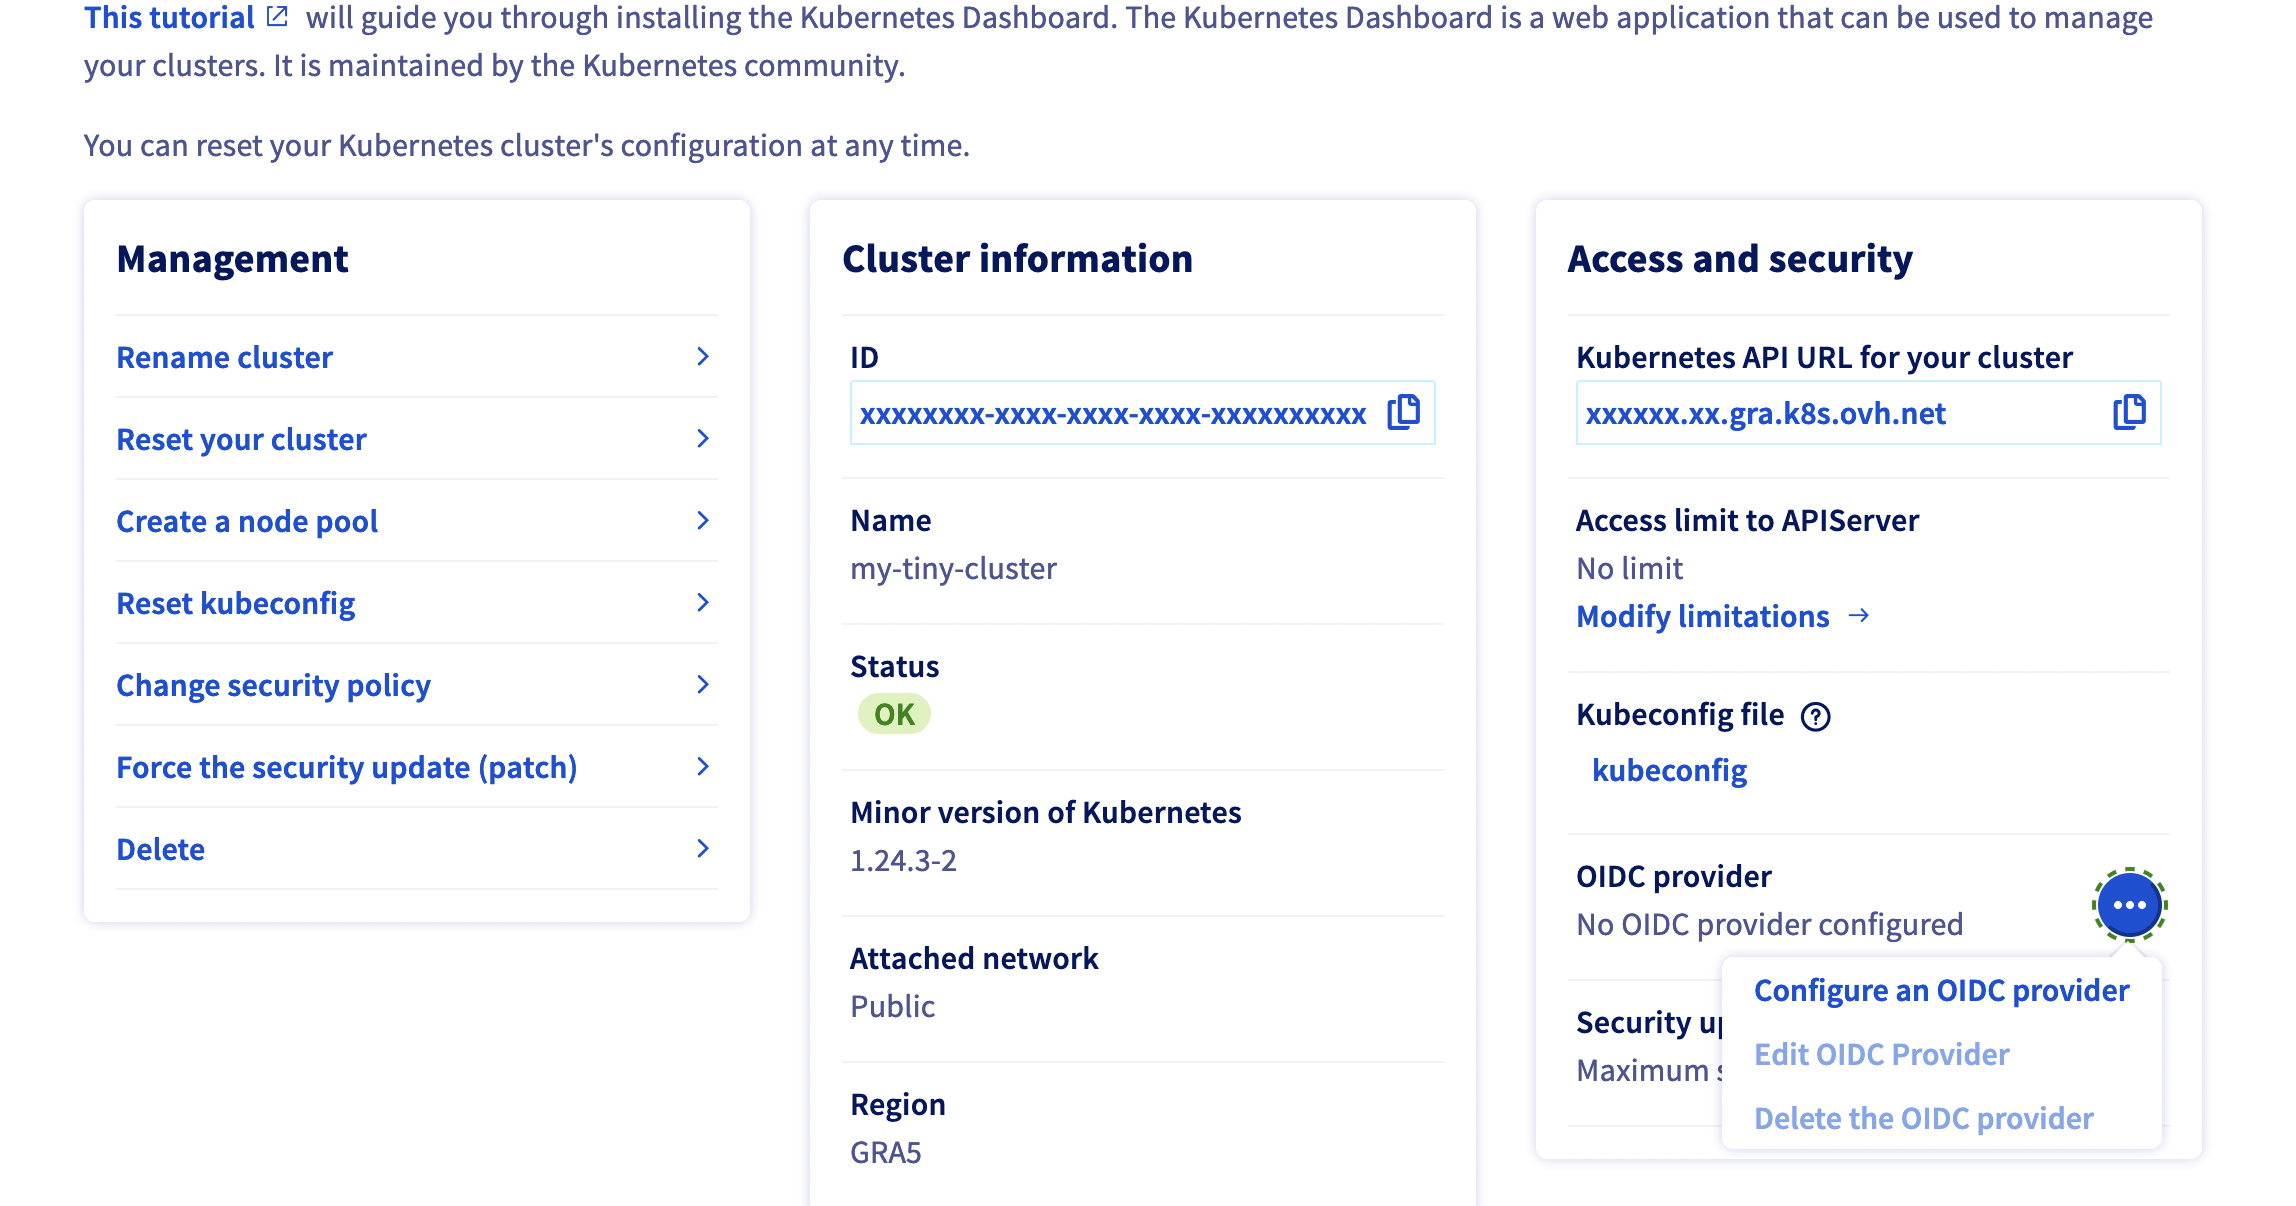 This tutorial will guide you through installing the Kubernetes Dashboard. The Kubernetes Dashboard is a web application that can be used to manage
your clusters. It is maintained by the Kubernetes community.
You can reset your Kubernetes cluster's configuration at any time.
Management
Rename cluster
Reset your cluster
Create a node pool
Reset kubeconfig
Change security policy
Force the security update (patch)
Delete
Cluster information
ID
xxxxxxxx-xxxx-xxxx-xxxx-xxxxxxxxxx
Name
my-tiny-cluster
Status
OK
Minor version of Kubernetes
1.24.3-2
Attached network
Public
Region
GRA5
Access and security
Kubernetes API URL for your cluster
xxxxxx.xx.gra.k8s.ovh.net
Access limit to APIServer
No limit
Modify limitations
Kubeconfig file
kubeconfig
OIDC provider
No OIDC provider configured
Security
Maximum
Configure an OIDC provider
Edit OIDC Provider
Delete the OIDC provider